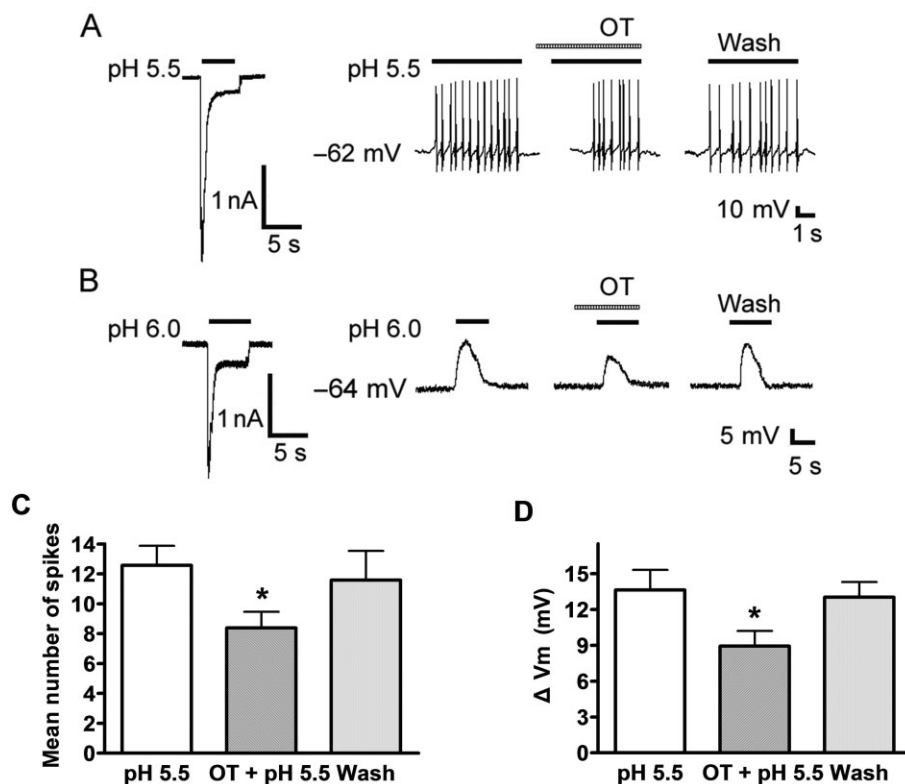 A
OT
Wash
pH 5.5
pH 5.5
–62 mV
1 nA
5 s
10 mV
1 s
B
OT
Wash
pH 6.0
pH 6.0
–64 mV
1 nA
5 s
5 mV
5 s
C
Mean number of spikes
14
12
10
8
6
4
2
0
*
pH 5.5 OT + pH 5.5 Wash
D
Δ Vm (mV)
15
12
9
6
3
0
*
pH 5.5 OT + pH 5.5 Wash